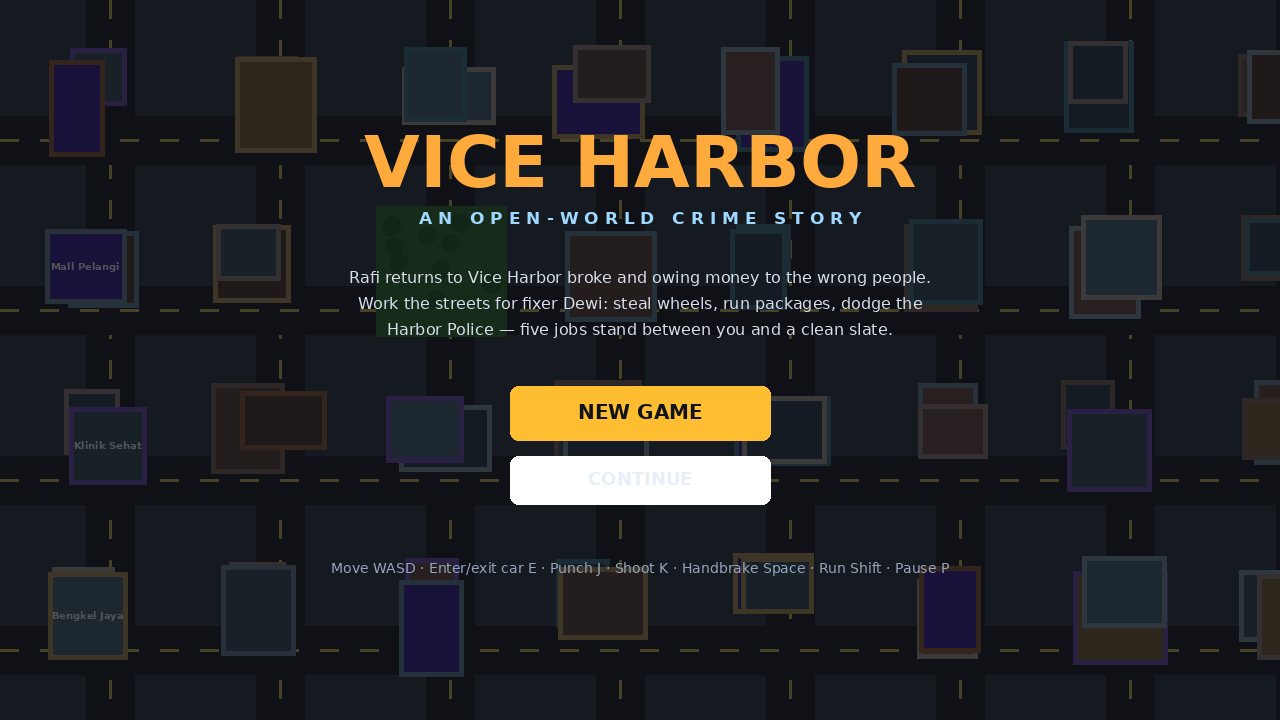 VICE HARBOR
AN OPEN-WORLD CRIME STORY
Mall Pelangi
Rafi returns to Vice Harbor broke and owing money to the wrong people.
Work the streets for fixer Dewi: steal wheels, run packages, dodge the
Harbor Police — five jobs stand between you and a clean slate.
NEW GAME
Klinik Sehat
CONTINUE
Move WASD · Enter/exit car E · Punch J · Shoot K · Handbrake Space · Run Shift · Pause P
Bengkel Jaya